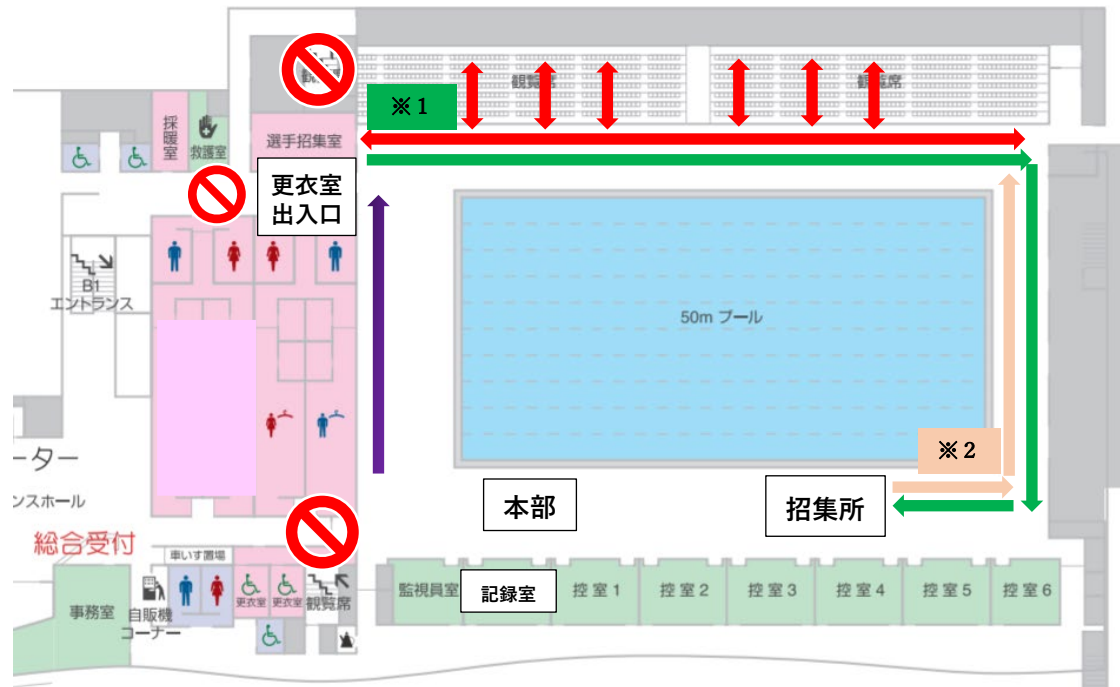 観覧席
観覧席
※1
採暖室
救護室
選手招集室
更衣室
出入口
B1
エントランス
50m プール
※2
ーター
ンスホール
本部
招集所
総合受付
車いす置場
監視員室
記録室
控室1
控室2
控室3
控室4
控室5
控室6
事務室
自販機
コーナー
更衣室
更衣室
観覧席